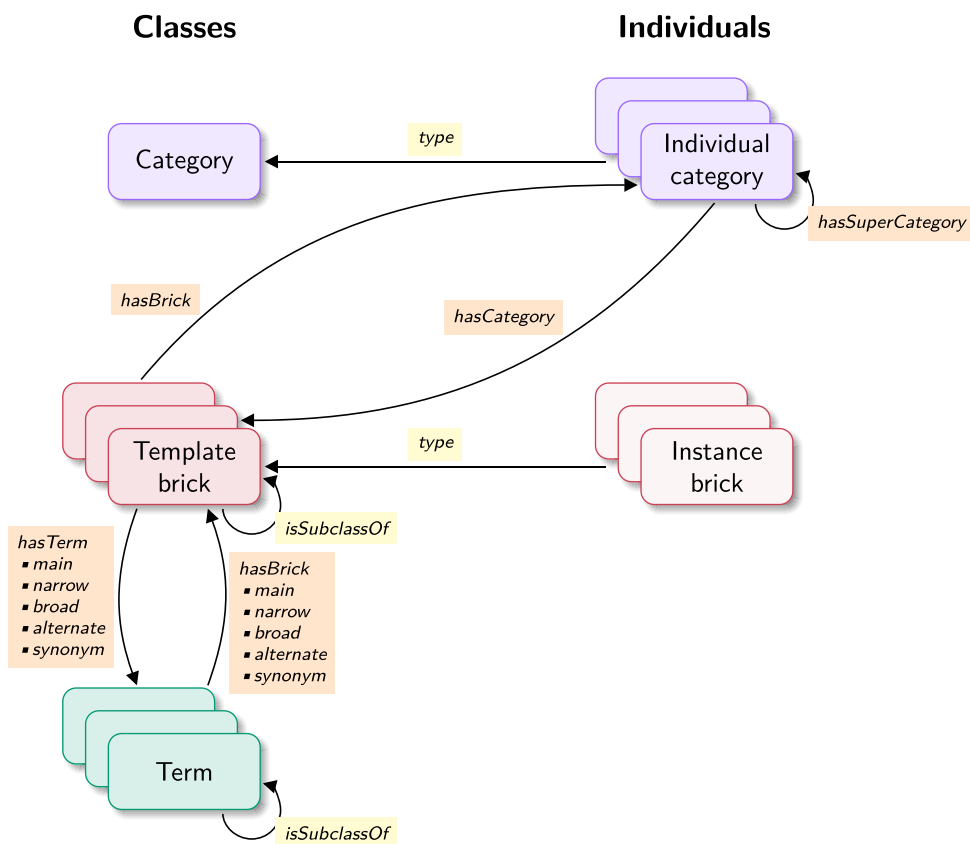 Classes
Individuals
type
Category
Individual
category
hasSuperCategory
hasBrick
hasCategory
type
Template
brick
Instance
brick
isSubclassOf
hasTerm
▪ main
▪ narrow
▪ broad
▪ alternate
▪ synonym
hasBrick
▪ main
▪ narrow
▪ broad
▪ alternate
▪ synonym
Term
isSubclassOf